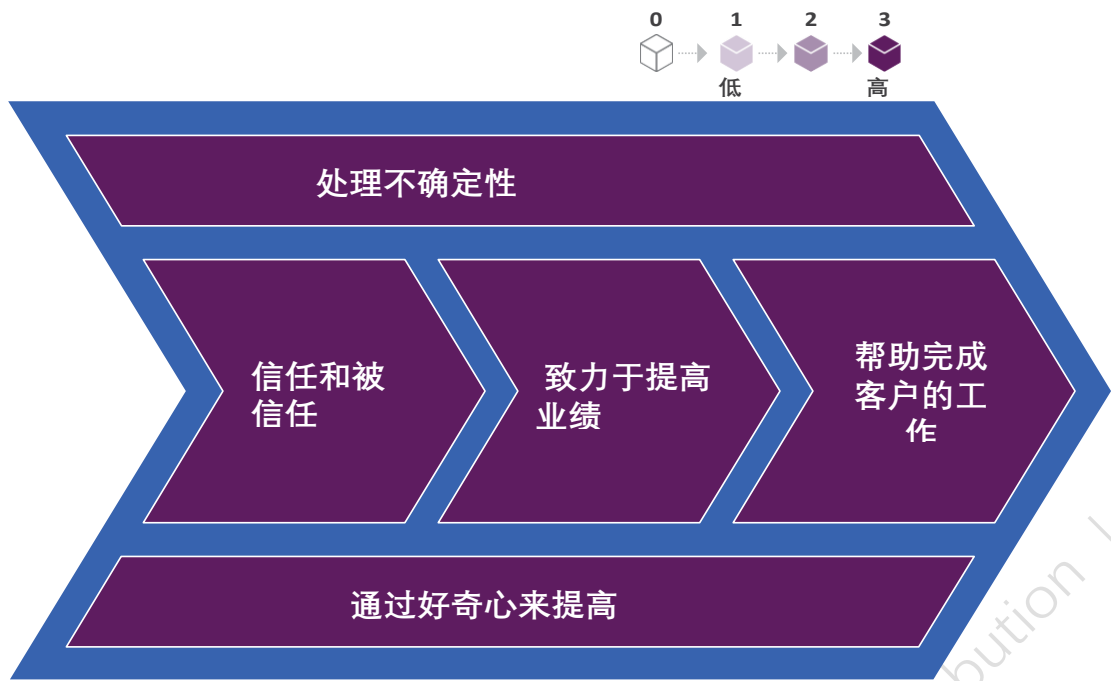 0 1 2 3
低 高
处理不确定性
信任和被
信任
致力于提高
业绩
帮助完成
客户的工
作
通过好奇心来提高
bution